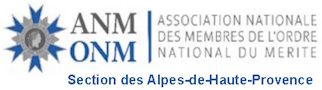 ANM
ONM
ASSOCIATION NATIONALE
DES MEMBRES DE L'ORDRE
NATIONAL DU MERITE
Section des Alpes-de-Haute-Provence